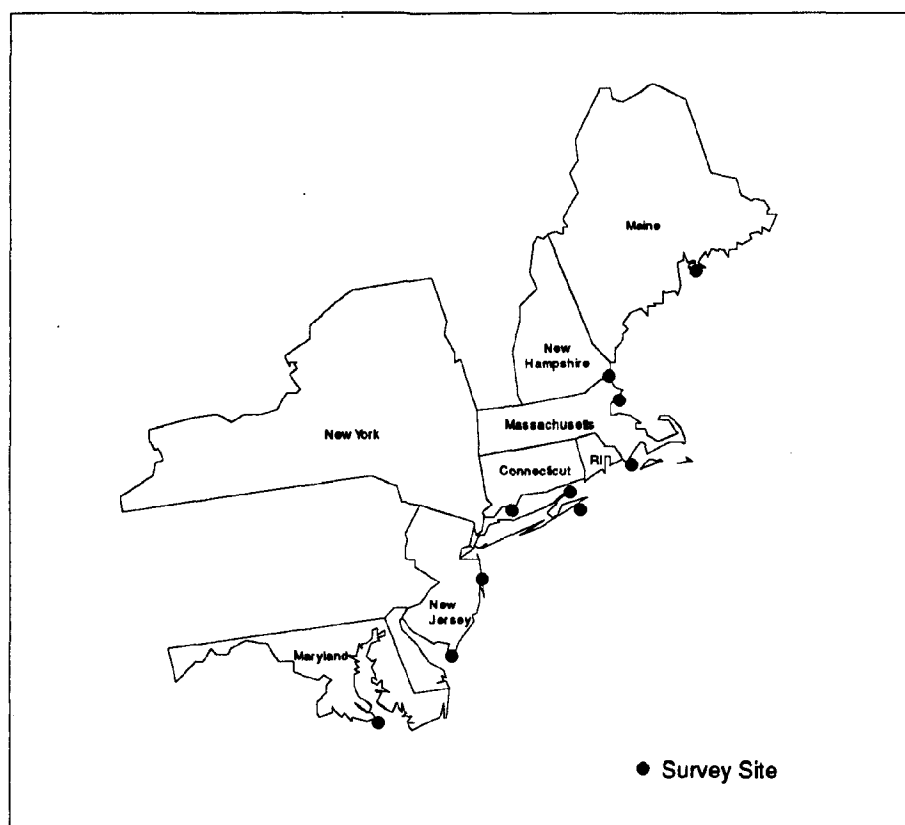 Maine
New
Hampshire
Massachusetts
New York
Connecticut
RI
New
Jersey
Maryland
Survey Site